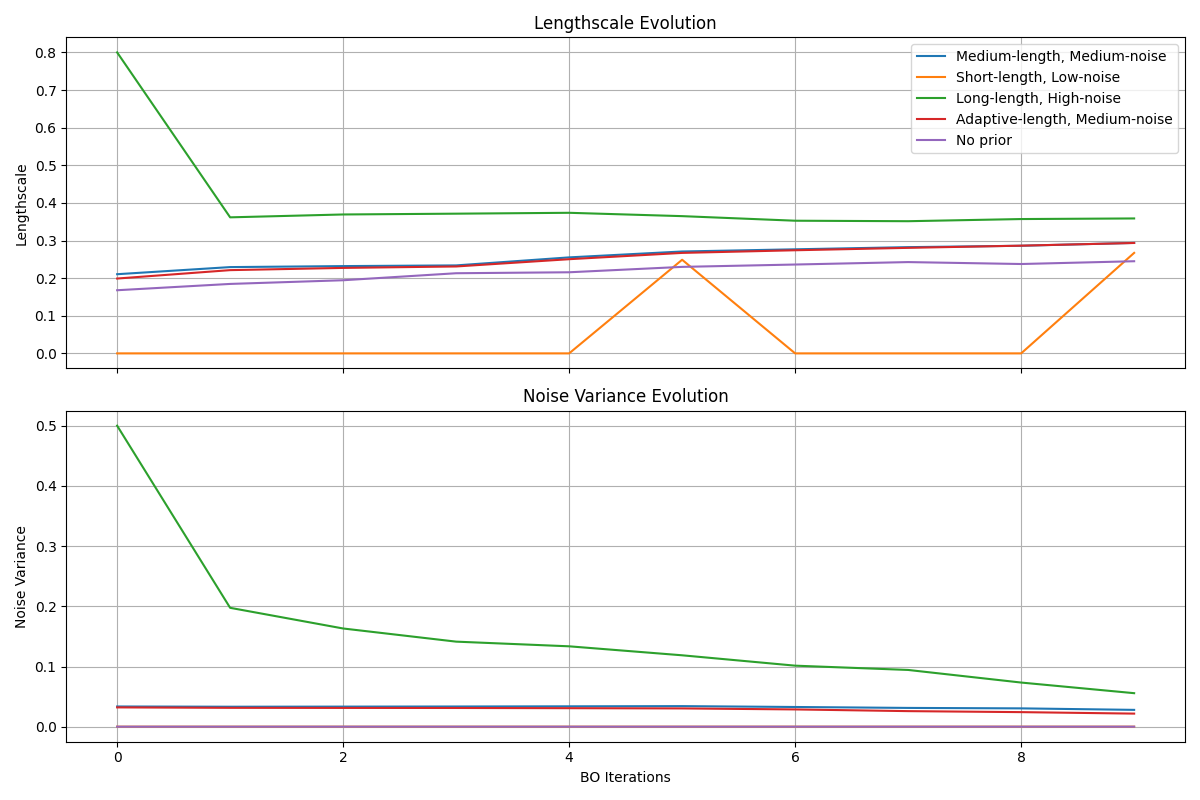 Lengthscale Evolution
Lengthscale
0.8
0.7
0.6
0.5
0.4
0.3
0.2
0.1
0.0
Medium-length, Medium-noise
Short-length, Low-noise
Long-length, High-noise
Adaptive-length, Medium-noise
No prior
Noise Variance Evolution
Noise Variance
0.5
0.4
0.3
0.2
0.1
0.0
0 2 4 6 8
BO Iterations